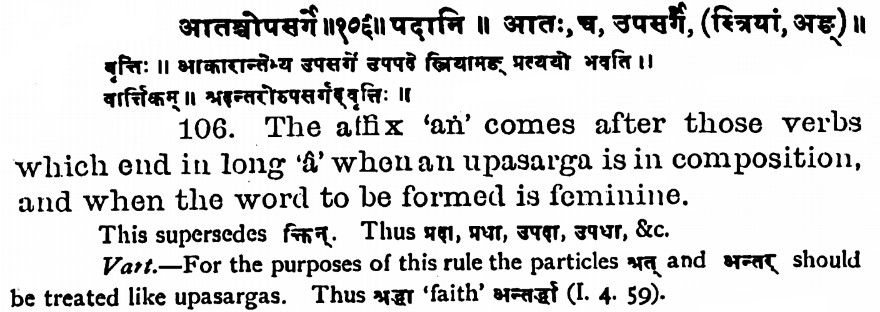 आतश्चोपसर्गे ॥१०६॥ पदानि ॥ आतः, च, उपसर्गे, (स्त्रियां, अङ्) ॥
वृत्तिः ॥ आकारान्तेभ्य उपसर्गे उपपदे स्त्रियामङ् प्रत्ययो भवति ॥
वार्त्तिकम् ॥ श्रदन्तरोरुपसर्गवद्वृत्तिः ॥
106. The affix ‘aṅ’ comes after those verbs
which end in long ‘â’ when an upasarga is in composition,
and when the word to be formed is feminine.
This supersedes क्तिन्. Thus प्रदा, प्रधा, उपदा, उपधा, &c.
Vart.—For the purposes of this rule the particles श्रत् and अन्तर् should
be treated like upasargas. Thus श्रद्धा ‘faith’ अन्तर्द्धा (I. 4. 59).